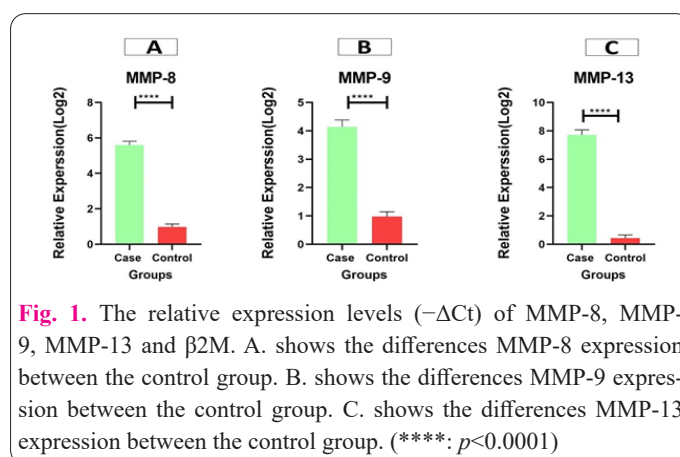 A
B
C
MMP-8
MMP-9
MMP-13
****
****
****
Relative Experssion(Log2)
6
4
2
0
Case Control
Groups
Relative Experssion(Log2)
5
4
3
2
1
0
Case Control
Groups
Relative Experssion(Log2)
10
8
6
4
2
0
Case Control
Groups
Fig. 1. The relative expression levels (−ΔCt) of MMP-8, MMP-
9, MMP-13 and β2M. A. shows the differences MMP-8 expression
between the control group. B. shows the differences MMP-9 expres-
sion between the control group. C. shows the differences MMP-13
expression between the control group. (****: p<0.0001)